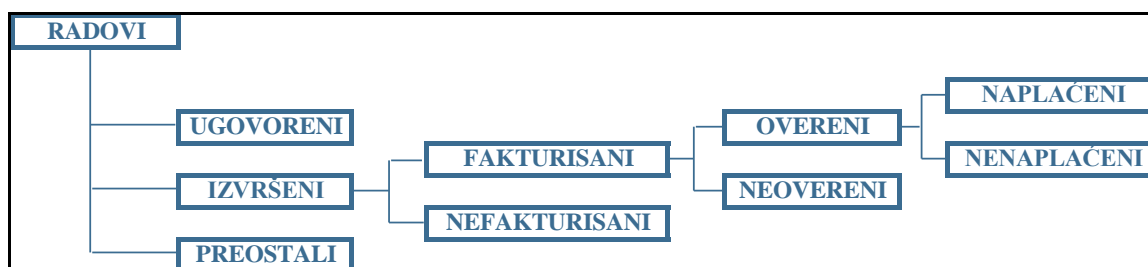 RADOVI
NAPLAĆENI
UGOVORENI
OVERENI
FAKTURISANI
NENAPLAĆENI
IZVRŠENI
NEOVERENI
NEFAKTURISANI
PREOSTALI